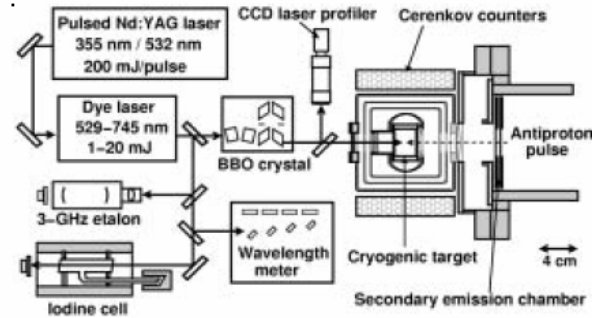 Pulsed Nd:YAG laser
355 nm / 532 nm
200 mJ/pulse
CCD laser
profiler
Cerenkov counters
Dye laser
529–745 nm
1–20 mJ
BBO crystal
Antiproton
pulse
3–GHz etalon
Wavelength
meter
Cryogenic target
4 cm
Iodine cell
Secondary emission chamber